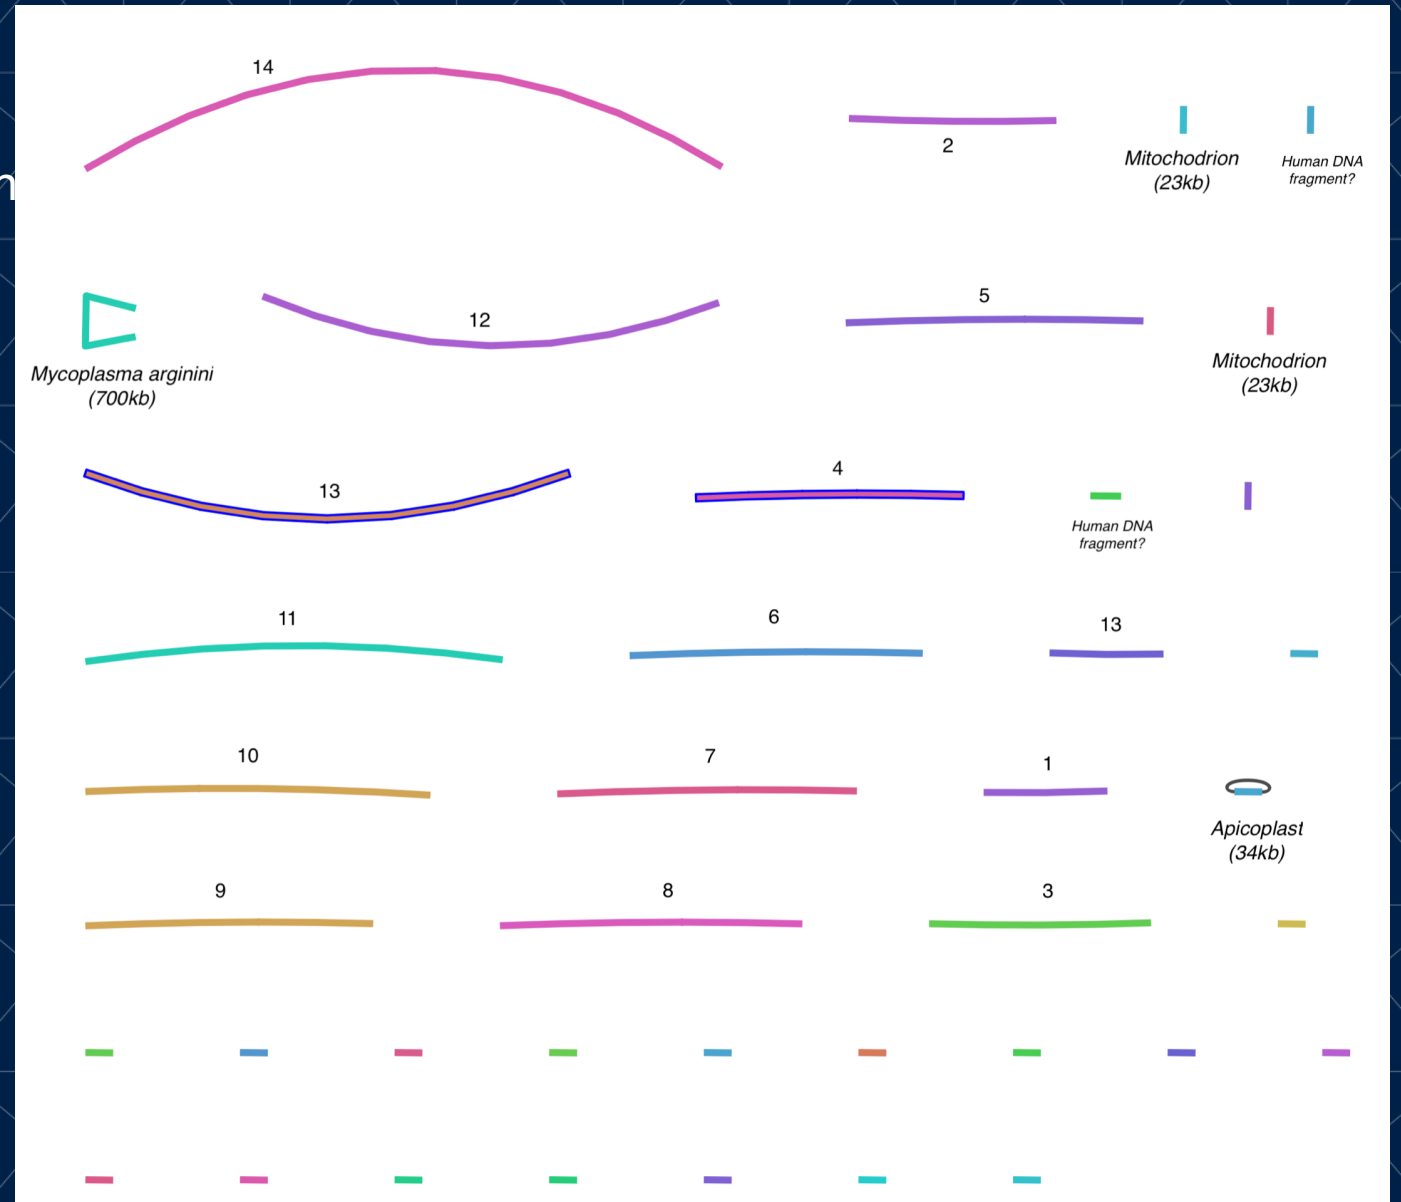 14
2
Mitochodrion
(23kb)
Human DNA
fragment?
Mycoplasma arginini
(700kb)
12
5
Mitochodrion
(23kb)
13
4
Human DNA
fragment?
11
6
13
10
7
1
Apicoplast
(34kb)
9
8
3